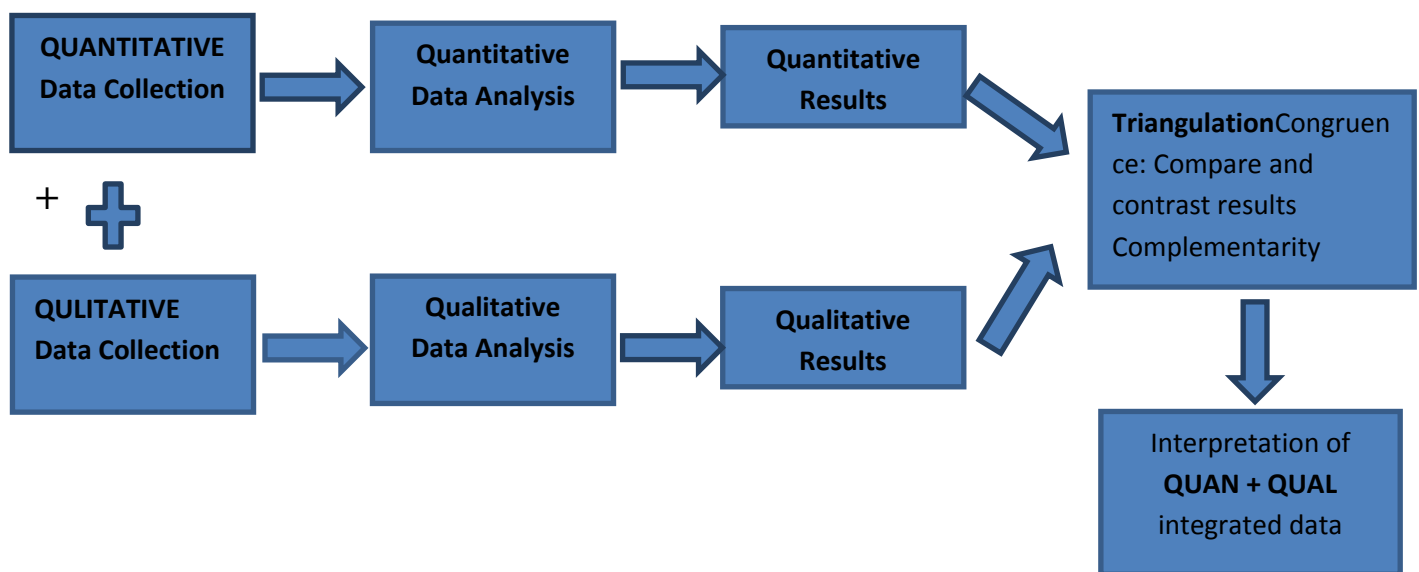 QUANTITATIVE
Data Collection
Quantitative
Data Analysis
Quantitative
Results
TriangulationCongruen
ce: Compare and
contrast results
Complementarity
+
QULITATIVE
Data Collection
Qualitative
Data Analysis
Qualitative
Results
Interpretation of
QUAN + QUAL
integrated data